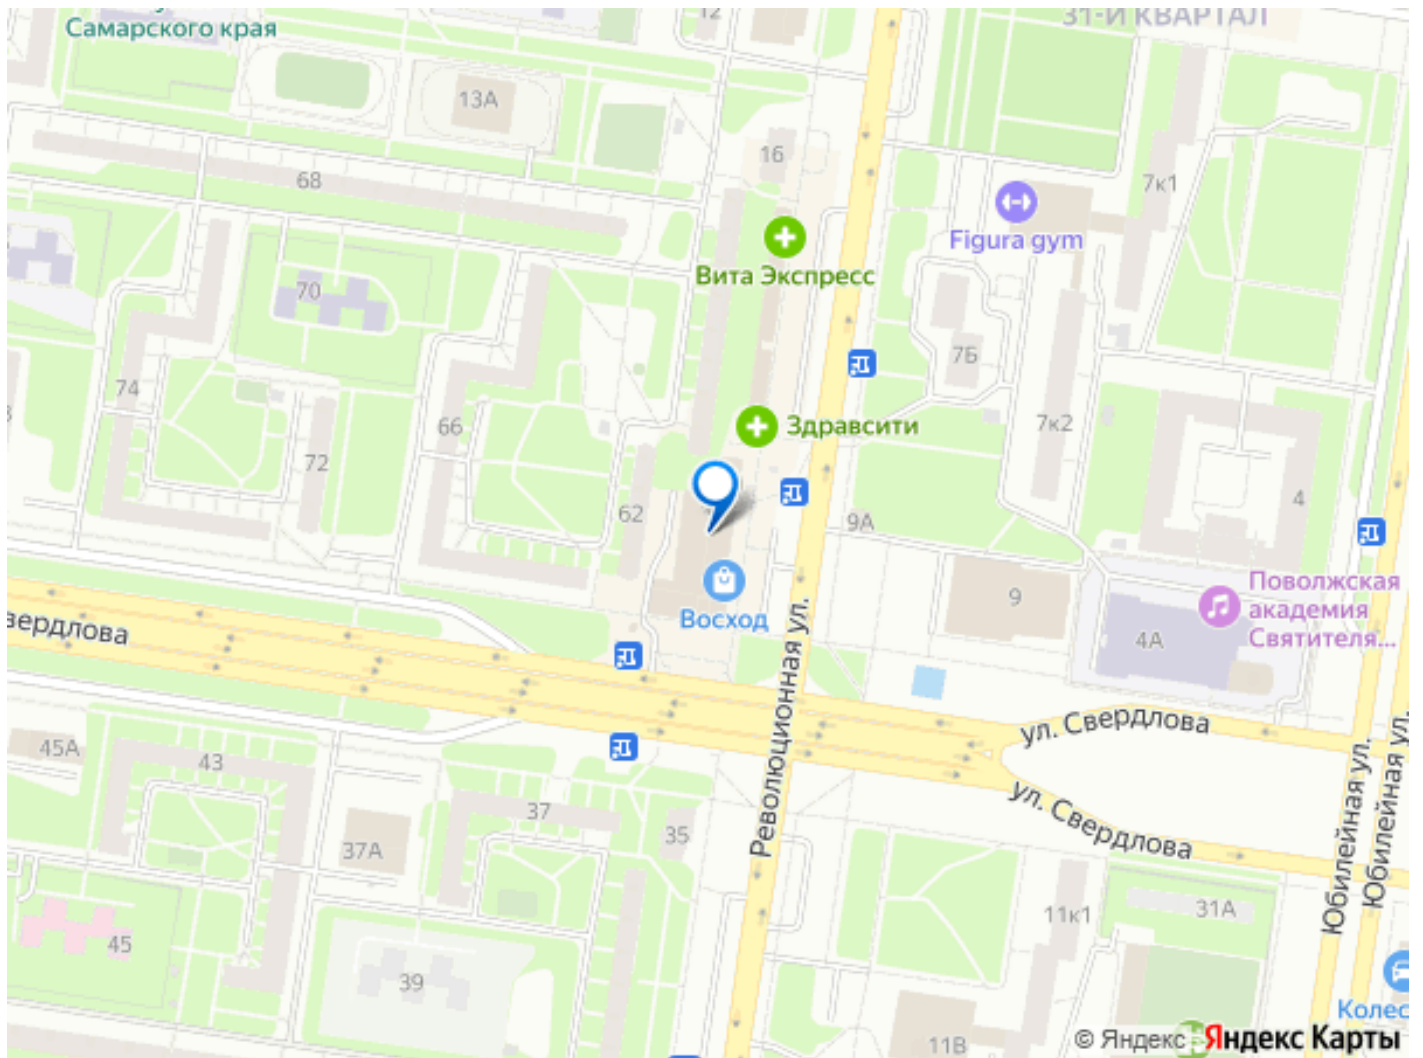 Самарского края
12
31-Й КВАРТАЛ
13А
16
68
7к1
Figura gym
Вита Экспресс
70
7Б
74
66
7к2
Здравсити
72
62
4
9А
9
Поволжская
академия
Святителя...
4А
Восход
вердлова
Революционная ул.
ул. Свердлова
ул. Свердлова
Юбилейная ул.
Юбилейная ул.
45А
43
37
35
37А
45
39
11к1
31А
11В
Колес
© Яндекс
Яндекс Карты